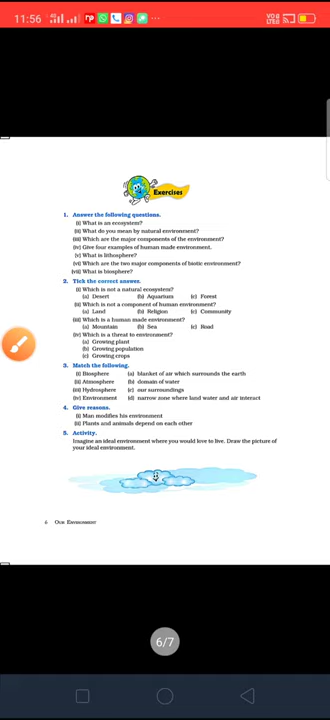 11:56
Exercises
1. Answer the following questions.
(i) What is an ecosystem?
(ii) What do you mean by natural environment?
(iii) Which are the major components of the environment?
(iv) Give four examples of human made environment.
(v) What is lithosphere?
(vi) Which are the two major components of biotic environment?
(vii) What is biosphere?
2. Tick the correct answer.
(i) Which is not a natural ecosystem?
(a) Desert (b) Aquarium (c) Forest
(ii) Which is not a component of human environment?
(a) Land (b) Religion (c) Community
(iii) Which is a human made environment?
(a) Mountain (b) Sea (c) Road
(iv) Which is a threat to environment?
(a) Growing plant
(b) Growing population
(c) Growing crops
3. Match the following.
(i) Biosphere (a) blanket of air which surrounds the earth
(ii) Atmosphere (b) domain of water
(iii) Hydrosphere (c) our surroundings
(iv) Environment (d) narrow zone where land water and air interact
4. Give reasons.
(i) Man modifies his environment
(ii) Plants and animals depend on each other
5. Activity.
Imagine an ideal environment where you would love to live. Draw the picture of
your ideal environment.
6 OUR ENVIRONMENT
6/7